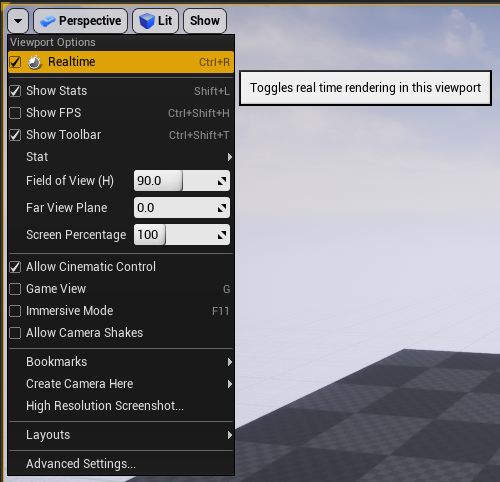 Perspective Lit Show
Viewport Options
Realtime Ctrl+R
Toggles real time rendering in this viewport
Show Stats Shift+L
Show FPS Ctrl+Shift+H
Show Toolbar Ctrl+Shift+T
Stat
Field of View (H) 90.0
Far View Plane 0.0
Screen Percentage 100
Allow Cinematic Control
Game View G
Immersive Mode F11
Allow Camera Shakes
Bookmarks
Create Camera Here
High Resolution Screenshot...
Layouts
Advanced Settings...